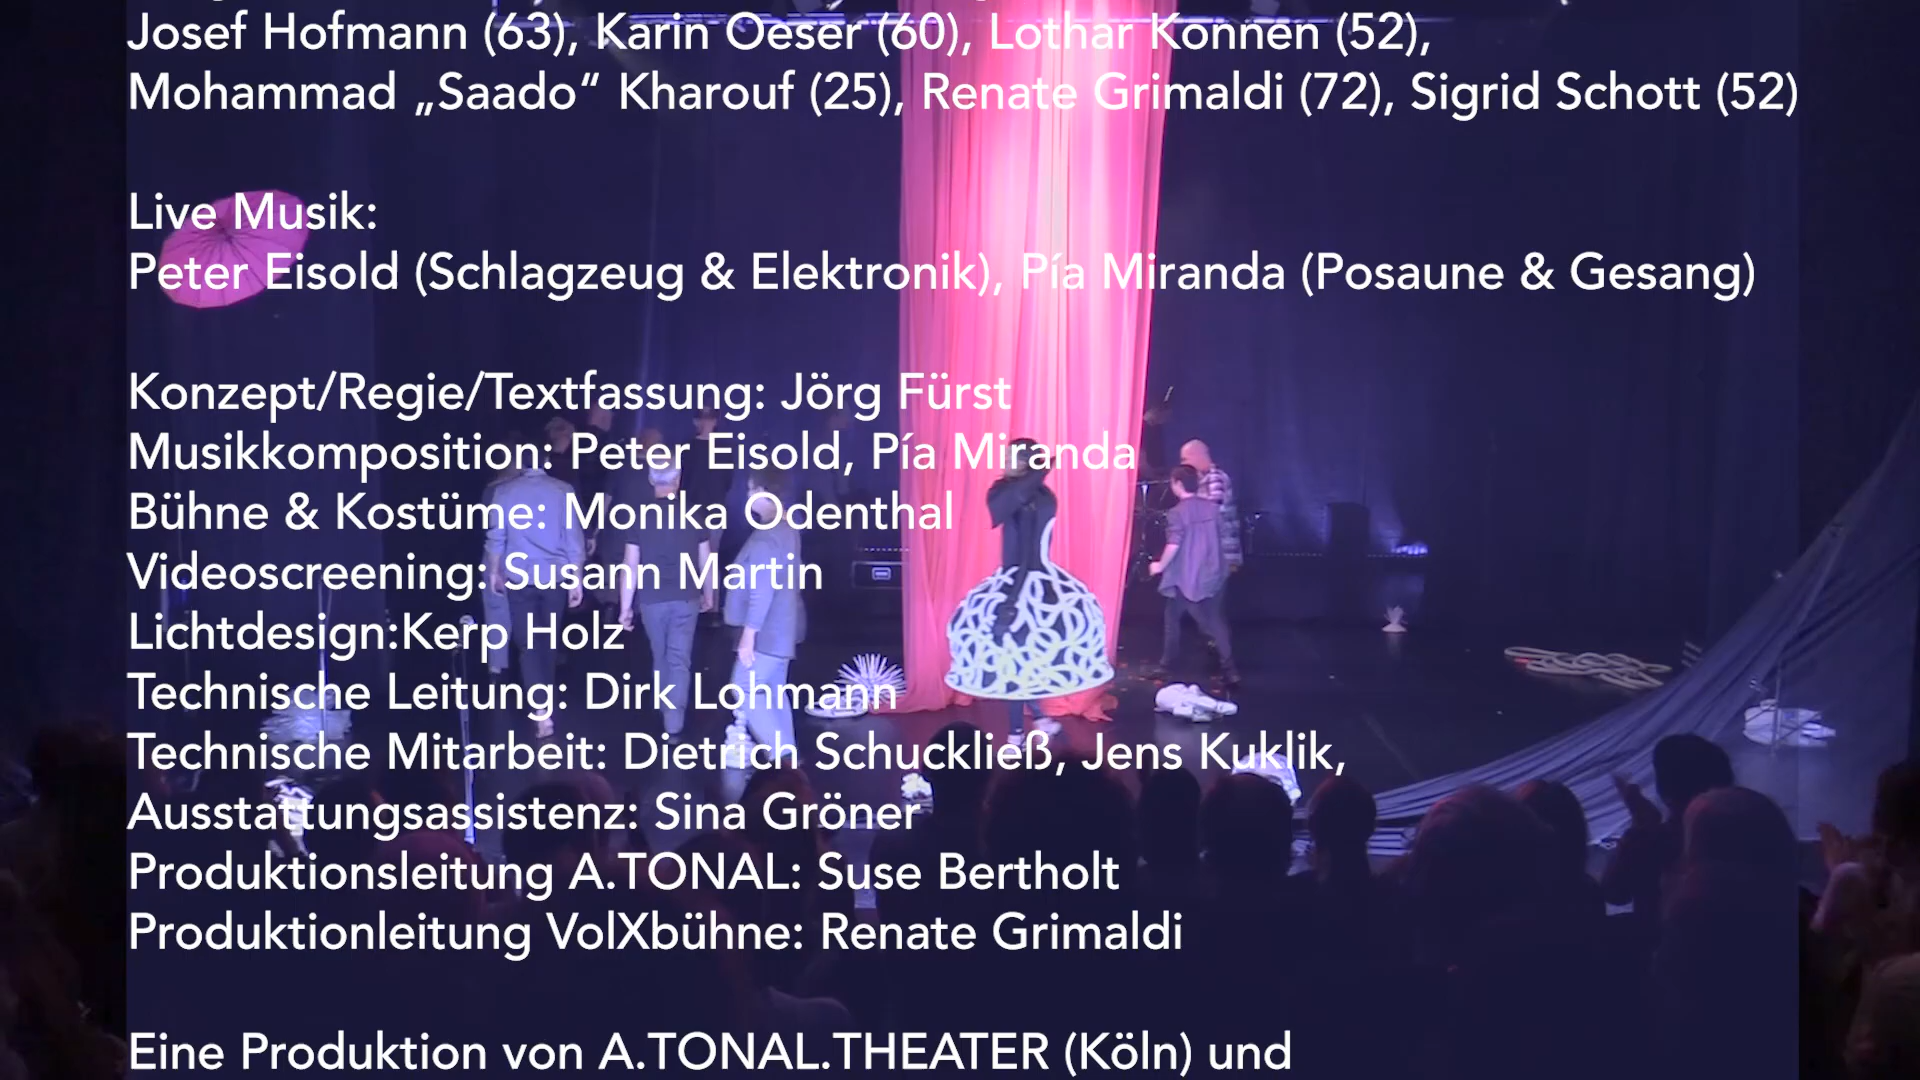 Josef Hofmann (63), Karin Oeser (60), Lothar Können (52),
Mohammad „Saado“ Kharouf (25), Renate Grimaldi (72), Sigrid Schott (52)
Live Musik:
Peter Eisold (Schlagzeug & Elektronik), Pía Miranda (Posaune & Gesang)
Konzept/Regie/Textfassung: Jörg Fürst
Musikkomposition: Peter Eisold, Pía Miranda
Bühne & Kostüme: Monika Odenthal
Videoscreening: Susann Martin
Lichtdesign:Kerp Holz
Technische Leitung: Dirk Lohmann
Technische Mitarbeit: Dietrich Schuckließ, Jens Kuklik,
Ausstattungsassistenz: Sina Gröner
Produktionsleitung A.TONAL: Suse Bertholt
Produktionleitung VolXbühne: Renate Grimaldi
Eine Produktion von A.TONAL.THEATER (Köln) und